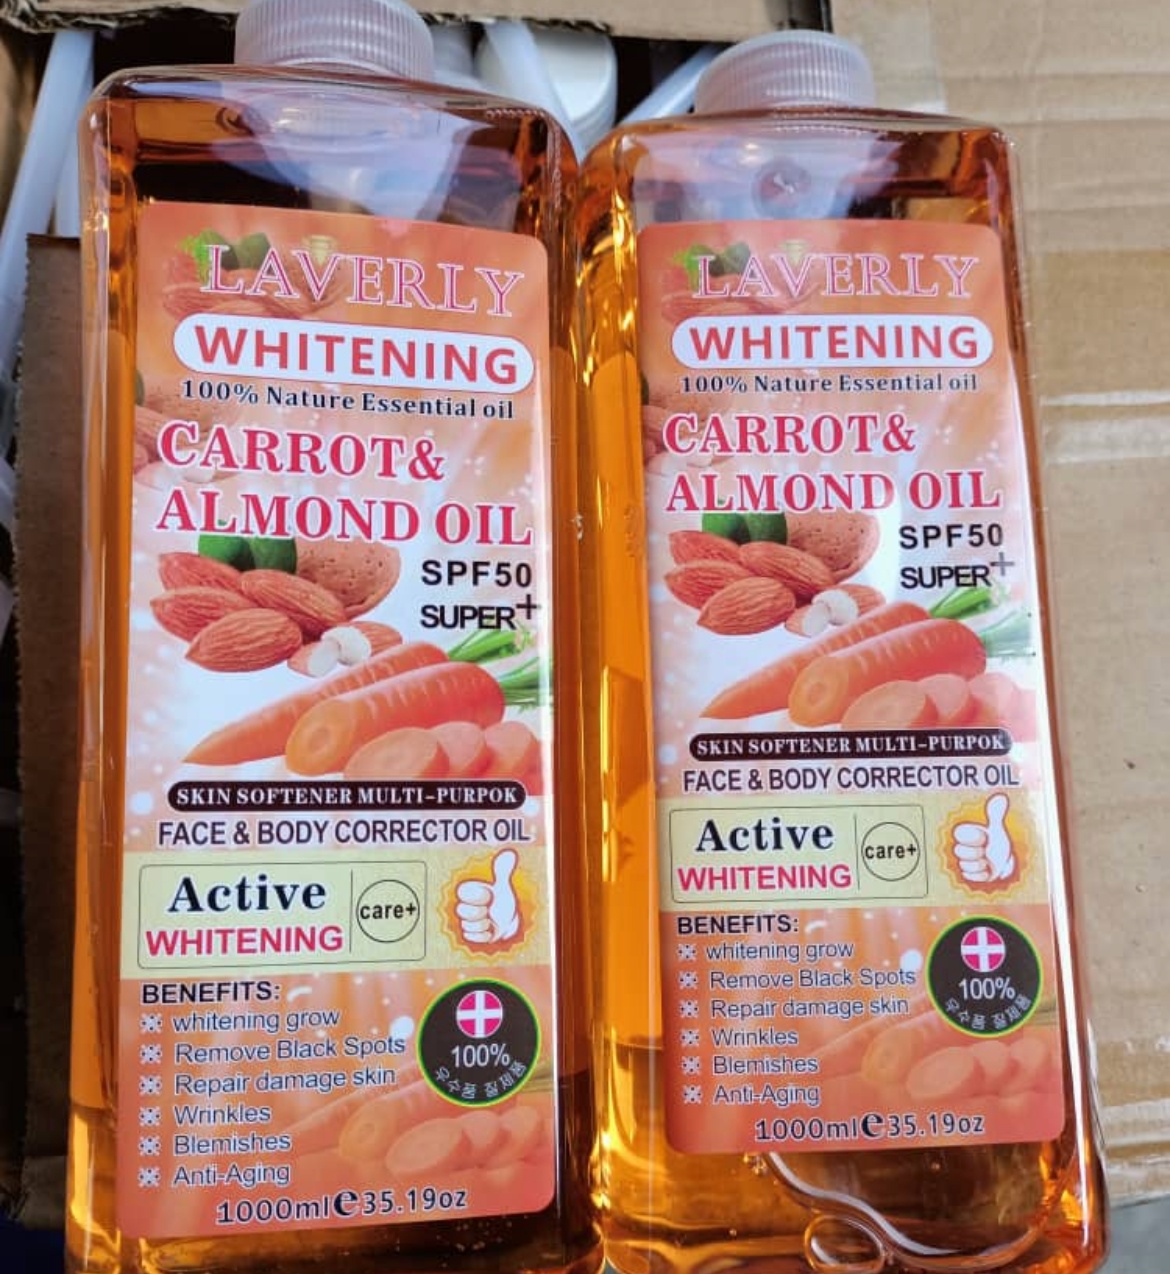 LAVERLY
WHITENING
100% Nature Essential oil
CARROT&
ALMOND OIL
SPF50
SUPER+
SKIN SOFTENER MULTI-PURPOK
FACE & BODY CORRECTOR OIL
Active
WHITENING
care+
BENEFITS:
whitening grow
Remove Black Spots
Repair damage skin
Wrinkles
Blemishes
Anti-Aging
100%
1000ml e 35.19oz
LAVERLY
WHITENING
100% Nature Essential oil
CARROT&
ALMOND OIL
SPF50
SUPER+
SKIN SOFTENER MULTI-PURPOK
FACE & BODY CORRECTOR OIL
Active
WHITENING
care+
BENEFITS:
whitening grow
Remove Black Spots
Repair damage skin
Wrinkles
Blemishes
Anti-Aging
100%
1000ml e 35.19oz